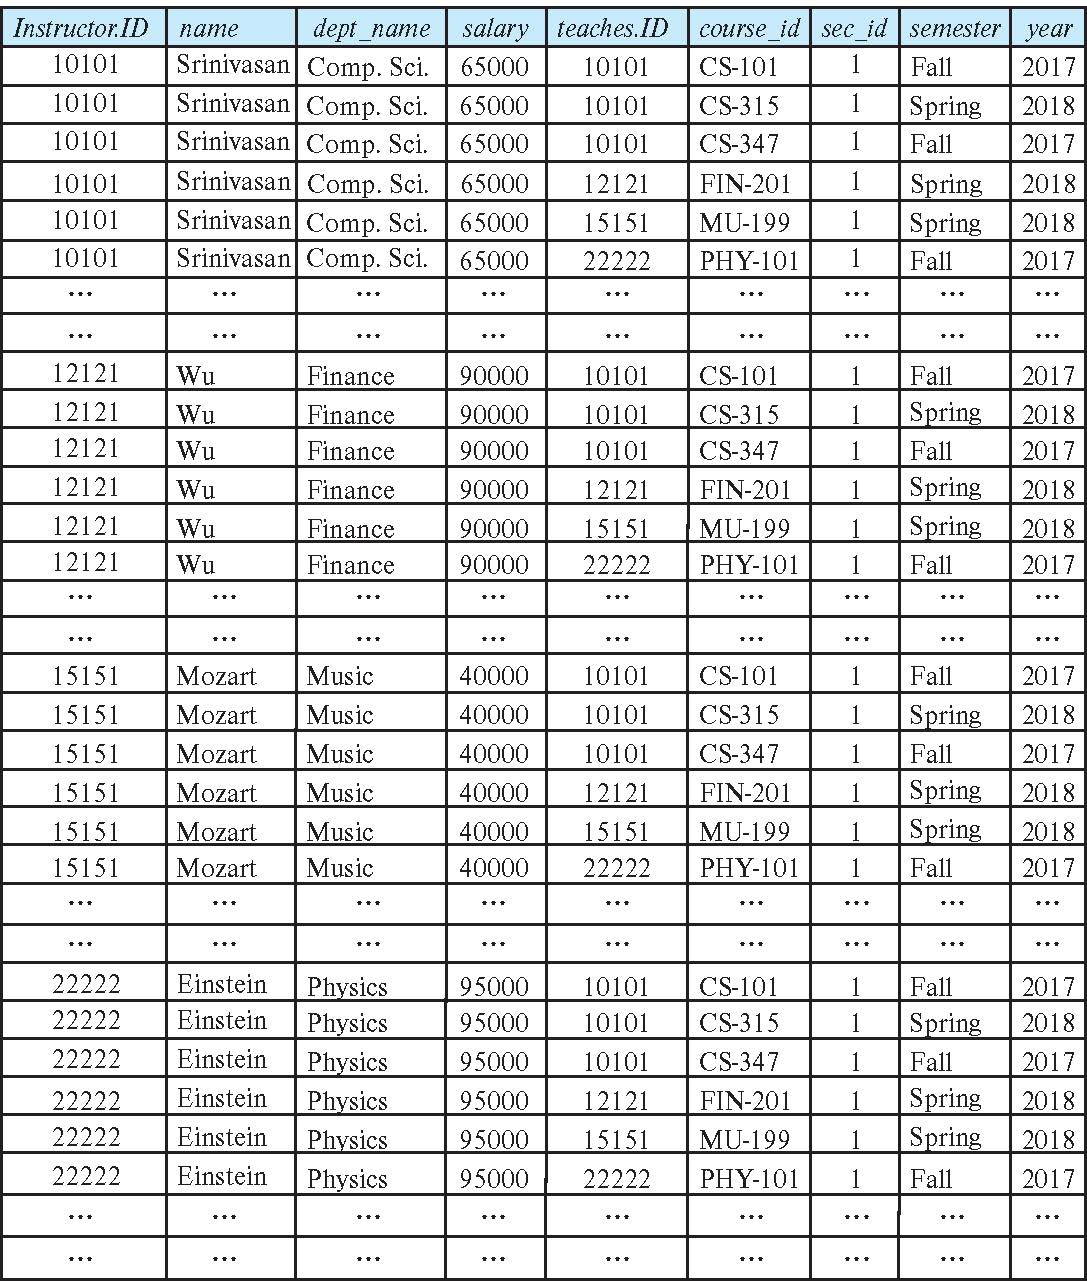 Instructor.ID name dept_name salary teaches.ID course_id sec_id semester year
10101 Srinivasan Comp. Sci. 65000 10101 CS-101 1 Fall 2017
10101 Srinivasan Comp. Sci. 65000 10101 CS-315 1 Spring 2018
10101 Srinivasan Comp. Sci. 65000 10101 CS-347 1 Fall 2017
10101 Srinivasan Comp. Sci. 65000 12121 FIN-201 1 Spring 2018
10101 Srinivasan Comp. Sci. 65000 15151 MU-199 1 Spring 2018
10101 Srinivasan Comp. Sci. 65000 22222 PHY-101 1 Fall 2017
... ... ... ... ... ... ... ... ...
... ... ... ... ... ... ... ... ...
12121 Wu Finance 90000 10101 CS-101 1 Fall 2017
12121 Wu Finance 90000 10101 CS-315 1 Spring 2018
12121 Wu Finance 90000 10101 CS-347 1 Fall 2017
12121 Wu Finance 90000 12121 FIN-201 1 Spring 2018
12121 Wu Finance 90000 15151 MU-199 1 Spring 2018
12121 Wu Finance 90000 22222 PHY-101 1 Fall 2017
... ... ... ... ... ... ... ... ...
... ... ... ... ... ... ... ... ...
15151 Mozart Music 40000 10101 CS-101 1 Fall 2017
15151 Mozart Music 40000 10101 CS-315 1 Spring 2018
15151 Mozart Music 40000 10101 CS-347 1 Fall 2017
15151 Mozart Music 40000 12121 FIN-201 1 Spring 2018
15151 Mozart Music 40000 15151 MU-199 1 Spring 2018
15151 Mozart Music 40000 22222 PHY-101 1 Fall 2017
... ... ... ... ... ... ... ... ...
... ... ... ... ... ... ... ... ...
22222 Einstein Physics 95000 10101 CS-101 1 Fall 2017
22222 Einstein Physics 95000 10101 CS-315 1 Spring 2018
22222 Einstein Physics 95000 10101 CS-347 1 Fall 2017
22222 Einstein Physics 95000 12121 FIN-201 1 Spring 2018
22222 Einstein Physics 95000 15151 MU-199 1 Spring 2018
22222 Einstein Physics 95000 22222 PHY-101 1 Fall 2017
... ... ... ... ... ... ... ... ...
... ... ... ... ... ... ... ... ...